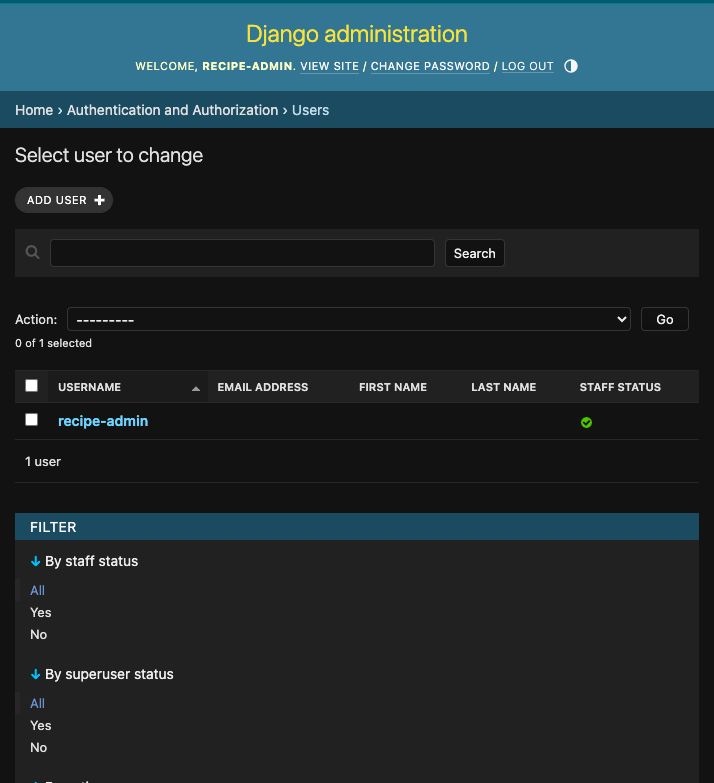 Django administration
WELCOME, RECIPE-ADMIN. VIEW SITE / CHANGE PASSWORD / LOG OUT
Home › Authentication and Authorization › Users
Select user to change
ADD USER
Search
Action: --------- Go
0 of 1 selected
USERNAME EMAIL ADDRESS FIRST NAME LAST NAME STAFF STATUS
recipe-admin
1 user
FILTER
↓ By staff status
All
Yes
No
↓ By superuser status
All
Yes
No